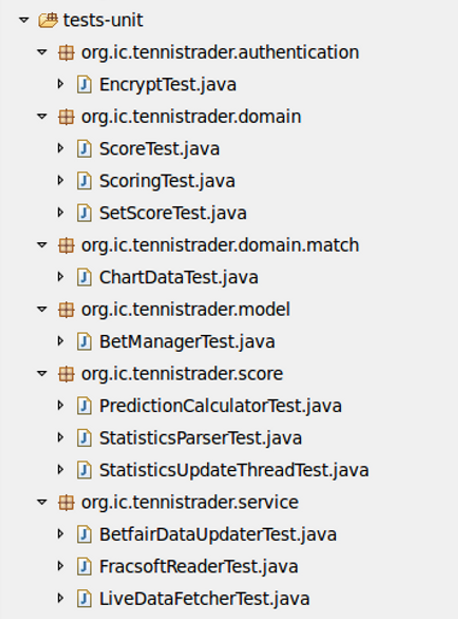 tests-unit
org.ic.tennistrader.authentication
EncryptTest.java
org.ic.tennistrader.domain
ScoreTest.java
ScoringTest.java
SetScoreTest.java
org.ic.tennistrader.domain.match
ChartDataTest.java
org.ic.tennistrader.model
BetManagerTest.java
org.ic.tennistrader.score
PredictionCalculatorTest.java
StatisticsParserTest.java
StatisticsUpdateThreadTest.java
org.ic.tennistrader.service
BetfairDataUpdaterTest.java
FracsoftReaderTest.java
LiveDataFetcherTest.java